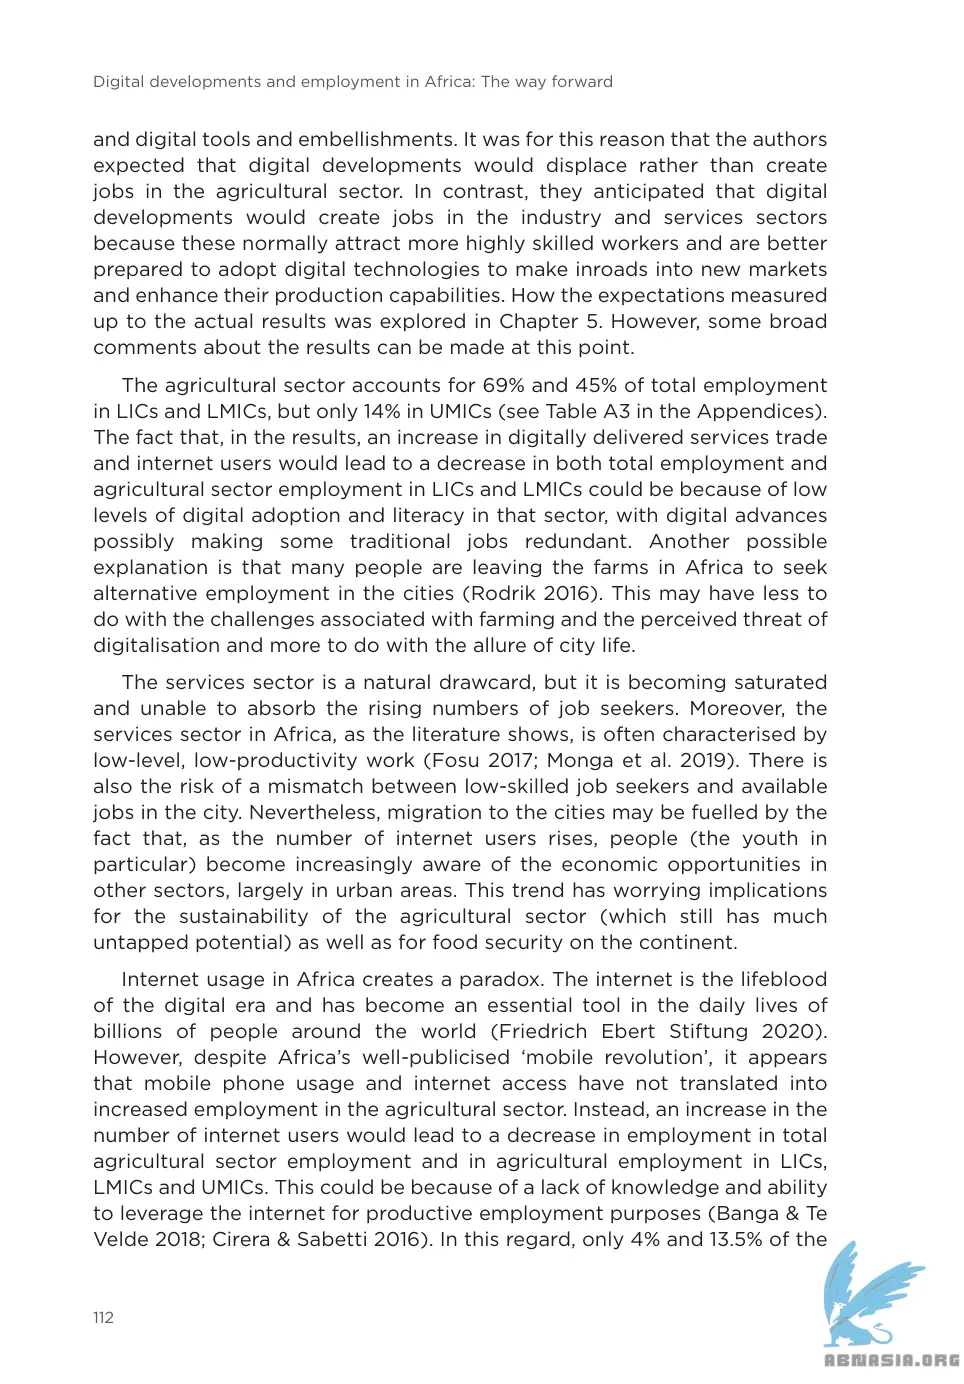 Digital developments and employment in Africa: The way forward
and digital tools and embellishments. It was for this reason that the authors
expected that digital developments would displace rather than create
jobs in the agricultural sector. In contrast, they anticipated that digital
developments would create jobs in the industry and services sectors
because these normally attract more highly skilled workers and are better
prepared to adopt digital technologies to make inroads into new markets
and enhance their production capabilities. How the expectations measured
up to the actual results was explored in Chapter 5. However, some broad
comments about the results can be made at this point.
The agricultural sector accounts for 69% and 45% of total employment
in LICs and LMICs, but only 14% in UMICs (see Table A3 in the Appendices).
The fact that, in the results, an increase in digitally delivered services trade
and internet users would lead to a decrease in both total employment and
agricultural sector employment in LICs and LMICs could be because of low
levels of digital adoption and literacy in that sector, with digital advances
possibly making some traditional jobs redundant. Another possible
explanation is that many people are leaving the farms in Africa to seek
alternative employment in the cities (Rodrik 2016). This may have less to
do with the challenges associated with farming and the perceived threat of
digitalisation and more to do with the allure of city life.
The services sector is a natural drawcard, but it is becoming saturated
and unable to absorb the rising numbers of job seekers. Moreover, the
services sector in Africa, as the literature shows, is often characterised by
low-level, low-productivity work (Fosu 2017; Monga et al. 2019). There is
also the risk of a mismatch between low-skilled job seekers and available
jobs in the city. Nevertheless, migration to the cities may be fuelled by the
fact that, as the number of internet users rises, people (the youth in
particular) become increasingly aware of the economic opportunities in
other sectors, largely in urban areas. This trend has worrying implications
for the sustainability of the agricultural sector (which still has much
untapped potential) as well as for food security on the continent.
Internet usage in Africa creates a paradox. The internet is the lifeblood
of the digital era and has become an essential tool in the daily lives of
billions of people around the world (Friedrich Ebert Stiftung 2020).
However, despite Africa’s well-publicised ‘mobile revolution’, it appears
that mobile phone usage and internet access have not translated into
increased employment in the agricultural sector. Instead, an increase in the
number of internet users would lead to a decrease in employment in total
agricultural sector employment and in agricultural employment in LICs,
LMICs and UMICs. This could be because of a lack of knowledge and ability
to leverage the internet for productive employment purposes (Banga & Te
Velde 2018; Cirera & Sabetti 2016). In this regard, only 4% and 13.5% of the
112
ABNASIA.ORG